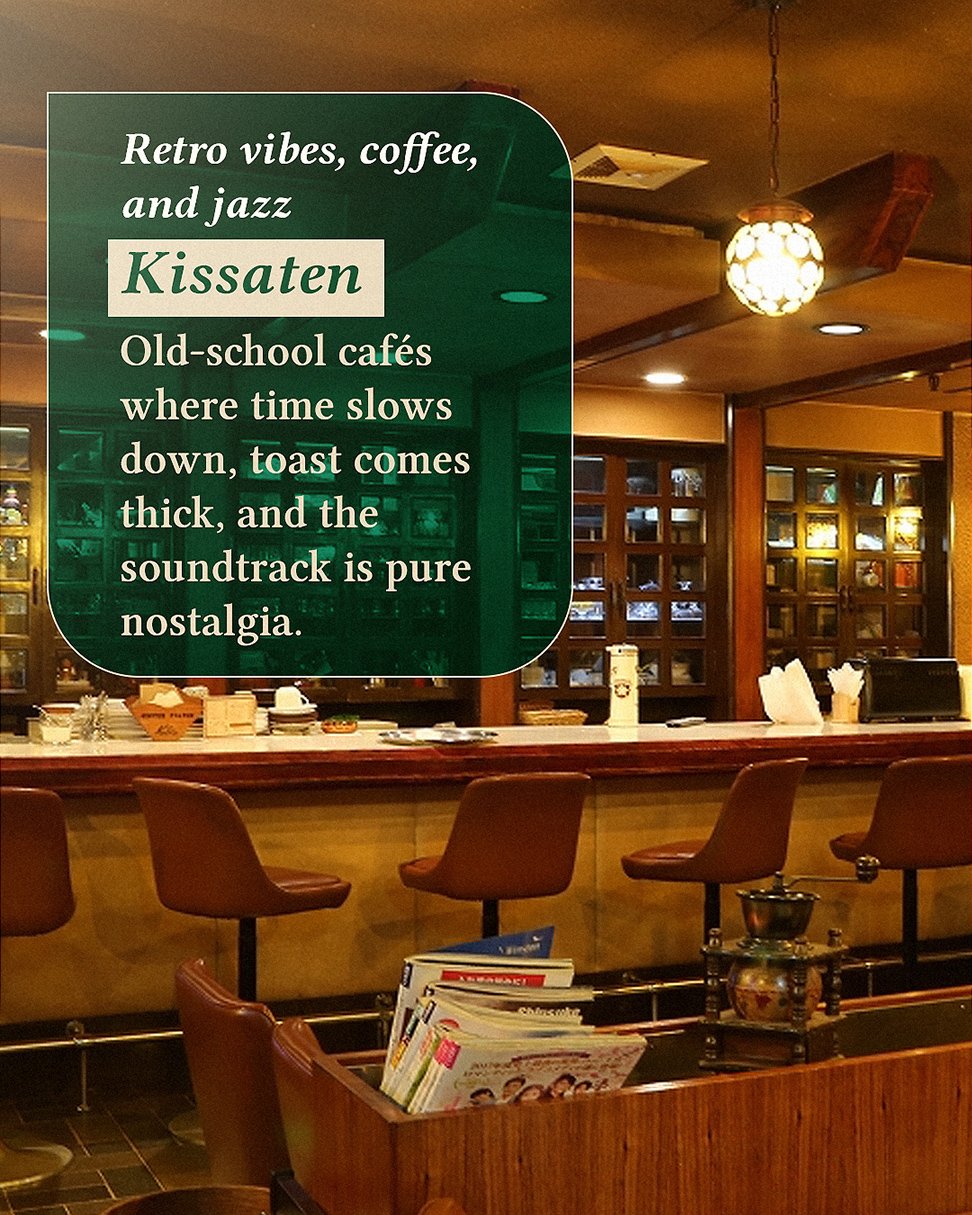 Retro vibes, coffee,
and jazz
Kissaten
Old-school cafés
where time slows
down, toast comes
thick, and the
soundtrack is pure
nostalgia.